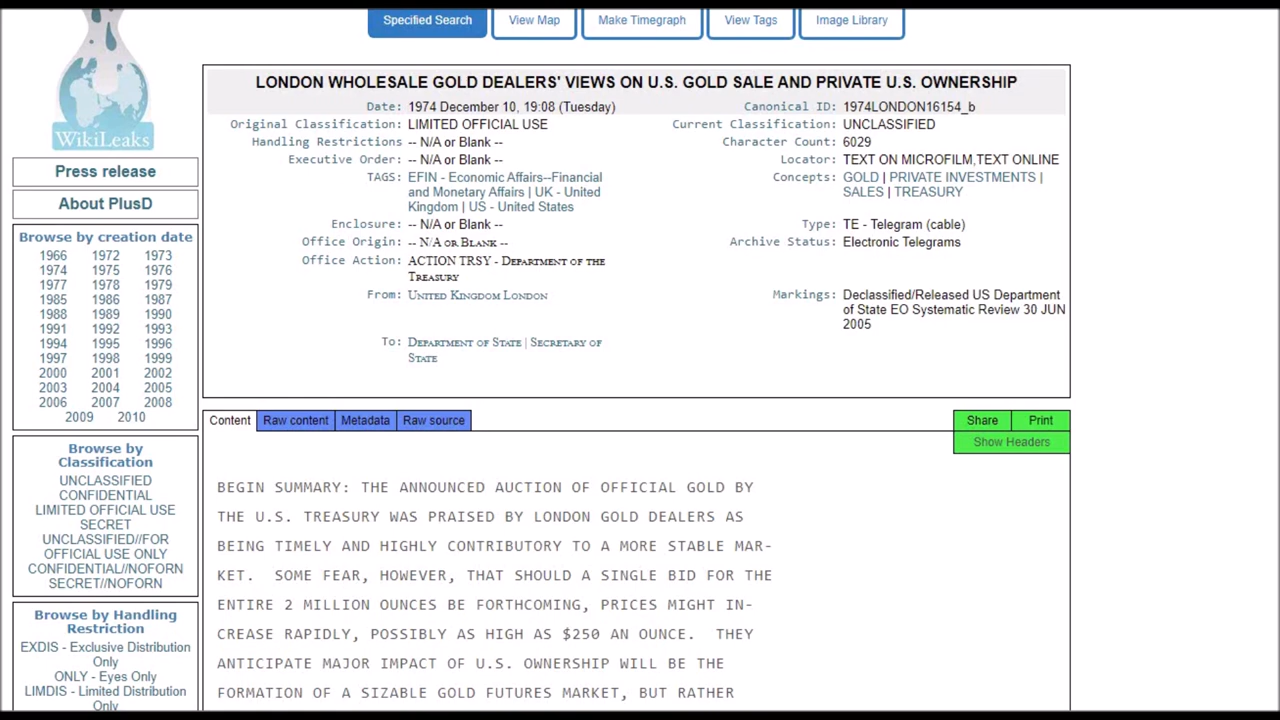 Specified Search View Map Make Timegraph View Tags Image Library
WikiLeaks
Press release
About PlusD
Browse by creation date
1966 1972 1973
1974 1975 1976
1977 1978 1979
1985 1986 1987
1988 1989 1990
1991 1992 1993
1994 1995 1996
1997 1998 1999
2000 2001 2002
2003 2004 2005
2006 2007 2008
2009 2010
Browse by
Classification
UNCLASSIFIED
CONFIDENTIAL
LIMITED OFFICIAL USE
SECRET
UNCLASSIFIED//FOR
OFFICIAL USE ONLY
CONFIDENTIAL//NOFORN
SECRET//NOFORN
Browse by Handling
Restriction
EXDIS - Exclusive Distribution
Only
ONLY - Eyes Only
LIMDIS - Limited Distribution
Only
LONDON WHOLESALE GOLD DEALERS' VIEWS ON U.S. GOLD SALE AND PRIVATE U.S. OWNERSHIP
Date: 1974 December 10, 19:08 (Tuesday) Canonical ID: 1974LONDON16154_b
Original Classification: LIMITED OFFICIAL USE Current Classification: UNCLASSIFIED
Handling Restrictions -- N/A or Blank -- Character Count: 6029
Executive Order: -- N/A or Blank -- Locator: TEXT ON MICROFILM,TEXT ONLINE
TAGS: EFIN - Economic Affairs--Financial Concepts: GOLD | PRIVATE INVESTMENTS |
and Monetary Affairs | UK - United SALES | TREASURY
Kingdom | US - United States
Enclosure: -- N/A or Blank -- Type: TE - Telegram (cable)
Office Origin: -- N/A or Blank -- Archive Status: Electronic Telegrams
Office Action: ACTION TRSY - Department of the
Treasury
From: United Kingdom London Markings: Declassified/Released US Department
of State EO Systematic Review 30 JUN
2005
To: Department of State | Secretary of
State
Content Raw content Metadata Raw source Share Print
Show Headers
BEGIN SUMMARY: THE ANNOUNCED AUCTION OF OFFICIAL GOLD BY
THE U.S. TREASURY WAS PRAISED BY LONDON GOLD DEALERS AS
BEING TIMELY AND HIGHLY CONTRIBUTORY TO A MORE STABLE MAR-
KET. SOME FEAR, HOWEVER, THAT SHOULD A SINGLE BID FOR THE
ENTIRE 2 MILLION OUNCES BE FORTHCOMING, PRICES MIGHT IN-
CREASE RAPIDLY, POSSIBLY AS HIGH AS $250 AN OUNCE. THEY
ANTICIPATE MAJOR IMPACT OF U.S. OWNERSHIP WILL BE THE
FORMATION OF A SIZABLE GOLD FUTURES MARKET, BUT RATHER